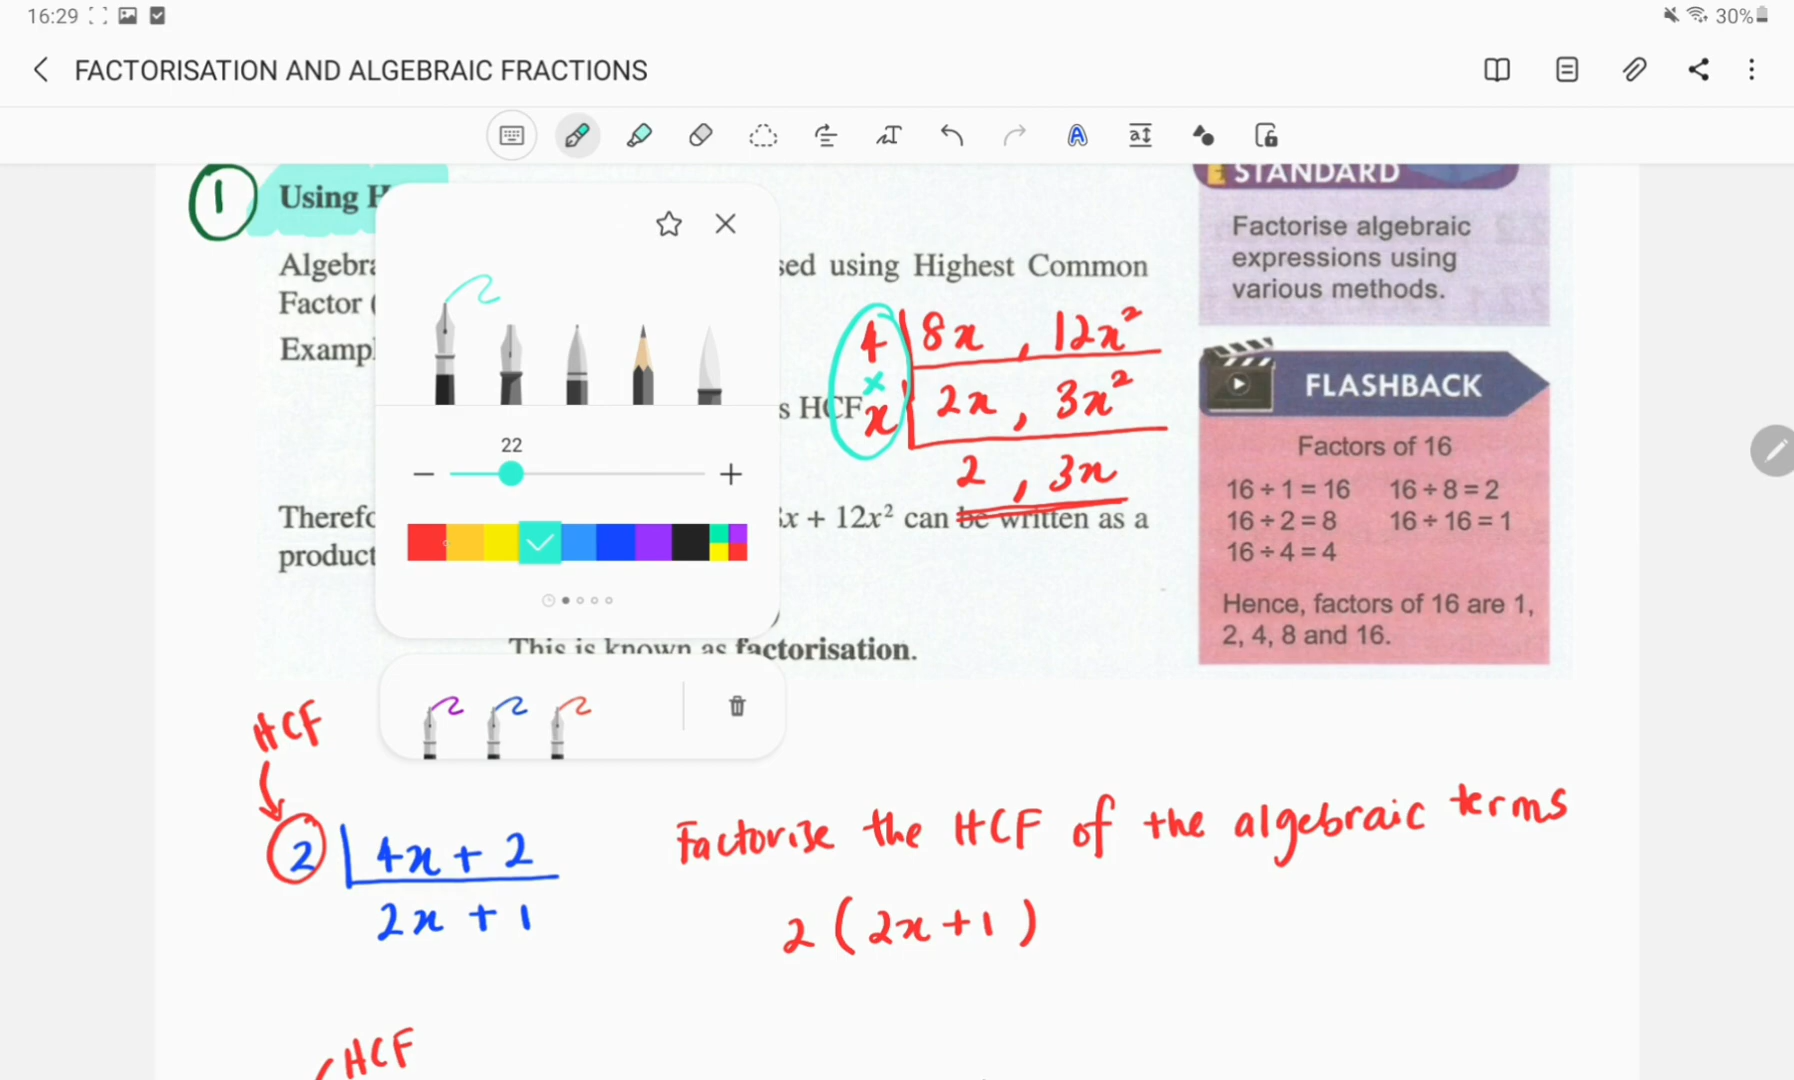 16:29
30%
FACTORISATION AND ALGEBRAIC FRACTIONS
1
Using H
Algebra
sed using Highest Common
Factor (
Exampl
s HCF
4 | 8x , 12x²
x
x | 2x , 3x²
2 , 3x
Therefo
x + 12x² can be written as a
product
This is known as factorisation.
22
STANDARD
Factorise algebraic
expressions using
various methods.
FLASHBACK
Factors of 16
16 ÷ 1 = 16 16 ÷ 8 = 2
16 ÷ 2 = 8 16 ÷ 16 = 1
16 ÷ 4 = 4
Hence, factors of 16 are 1,
2, 4, 8 and 16.
HCF
2 | 4x + 2
2x + 1
Factorise the HCF of the algebraic terms
2 ( 2x + 1 )
HCF